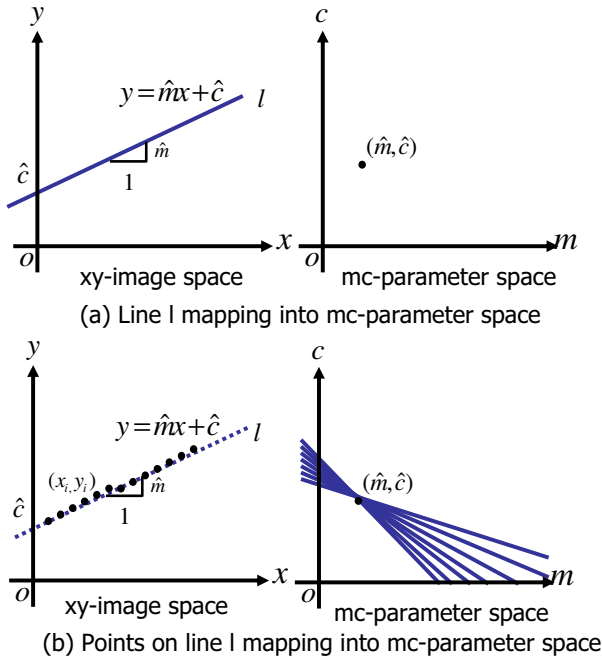 y
c
y = m̂x + ĉ
l
(m̂, ĉ)
m̂
ĉ
1
x
m
o
o
xy-image space
mc-parameter space
(a) Line l mapping into mc-parameter space
y
c
y = m̂x + ĉ
l
(xᵢ, yᵢ)
(m̂, ĉ)
m̂
ĉ
1
x
m
o
o
xy-image space
mc-parameter space
(b) Points on line l mapping into mc-parameter space